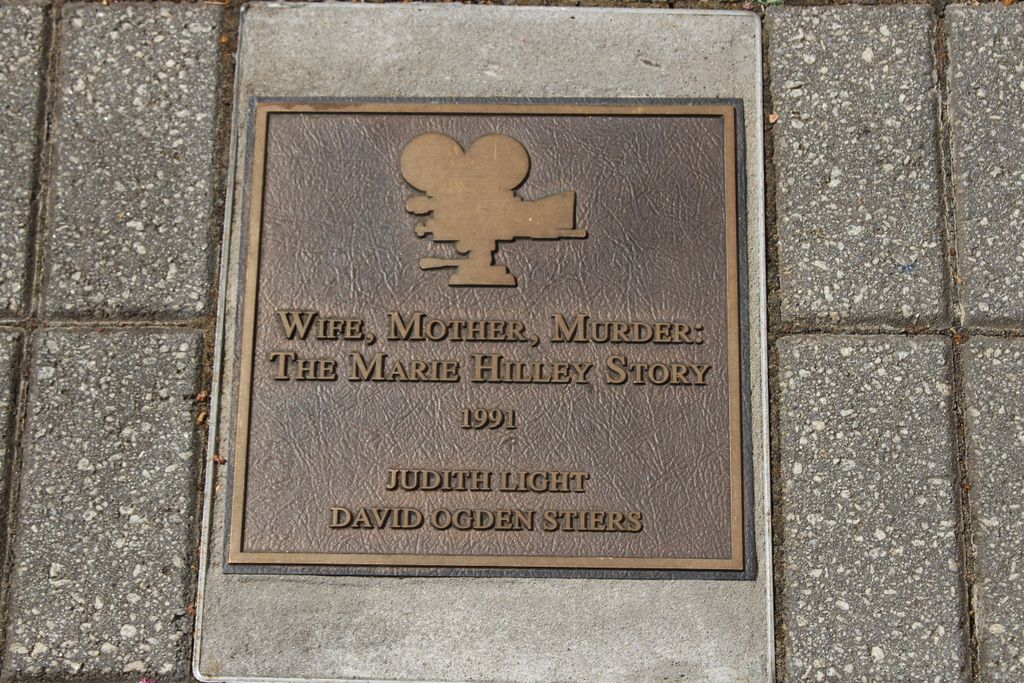 Wife, Mother, Murder:
The Marie Hilley Story
1991
JUDITH LIGHT
DAVID OGDEN STIERS